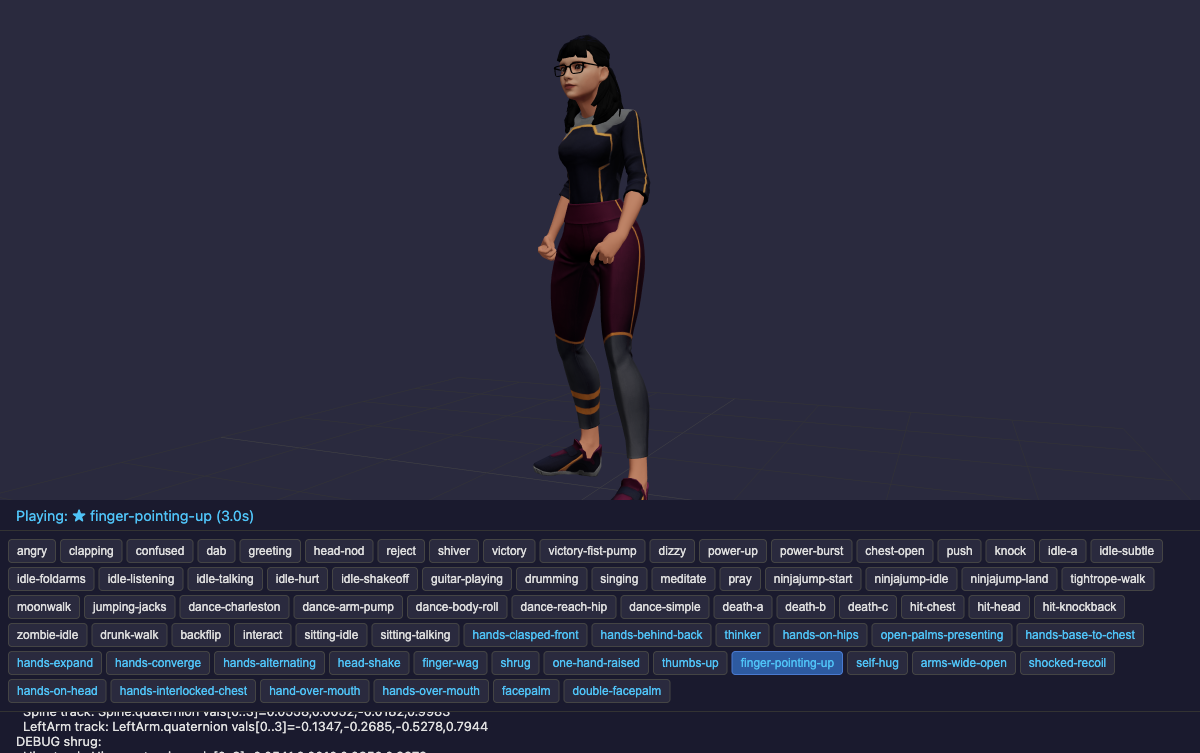 Playing: ★ finger-pointing-up (3.0s)
angry clapping confused dab greeting head-nod reject shiver victory victory-fist-pump dizzy power-up power-burst chest-open push knock idle-a idle-subtle
idle-foldarms idle-listening idle-talking idle-hurt idle-shakeoff guitar-playing drumming singing meditate pray ninjajump-start ninjajump-idle ninjajump-land tightrope-walk
moonwalk jumping-jacks dance-charleston dance-arm-pump dance-body-roll dance-reach-hip dance-simple death-a death-b death-c hit-chest hit-head hit-knockback
zombie-idle drunk-walk backflip interact sitting-idle sitting-talking hands-clasped-front hands-behind-back thinker hands-on-hips open-palms-presenting hands-base-to-chest
hands-expand hands-converge hands-alternating head-shake finger-wag shrug one-hand-raised thumbs-up finger-pointing-up self-hug arms-wide-open shocked-recoil
hands-on-head hands-interlocked-chest hand-over-mouth hands-over-mouth facepalm double-facepalm
Spine track: Spine.quaternion
LeftArm track: LeftArm.quaternion vals[0..3]=-0.1347,-0.2685,-0.5278,0.7944
DEBUG shrug: